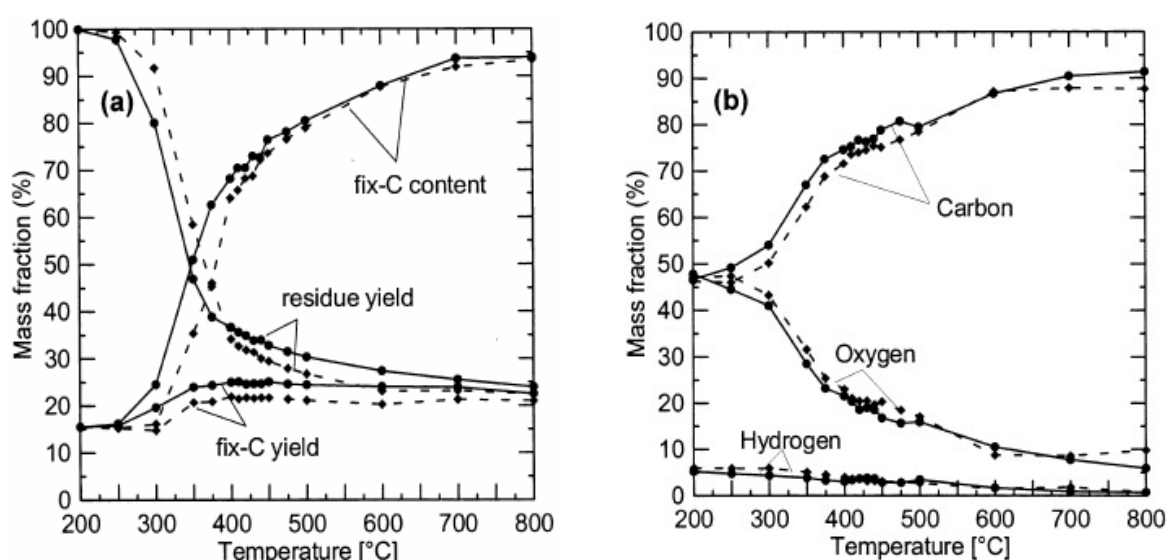 (a)
Mass fraction (%)
100
90
80
70
60
50
40
30
20
10
0
fix-C content
residue yield
fix-C yield
200 300 400 500 600 700 800
Temperature [°C]
(b)
Mass fraction (%)
100
90
80
70
60
50
40
30
20
10
0
Carbon
Oxygen
Hydrogen
200 300 400 500 600 700 800
Temperature [°C]